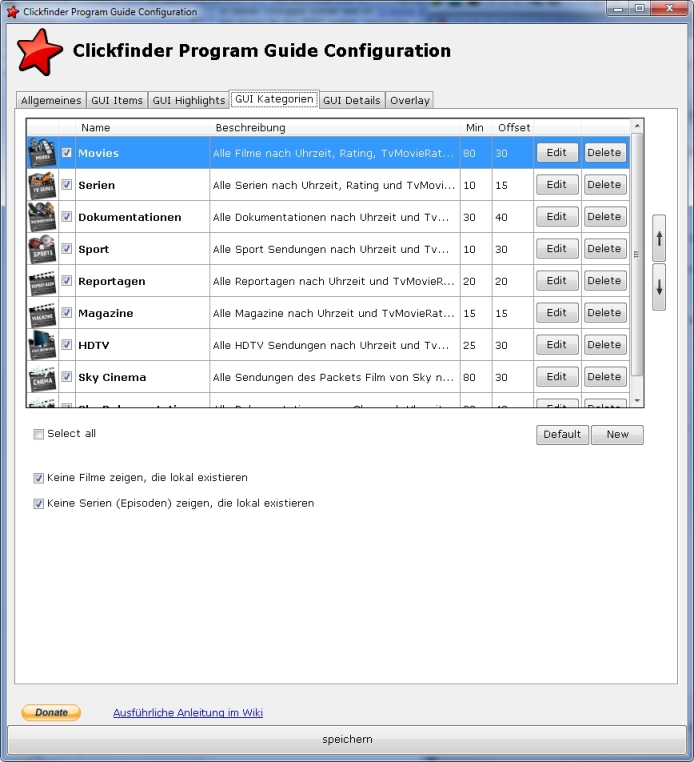 Clickfinder Program Guide Configuration
Clickfinder Program Guide Configuration
Allgemeines GUI Items GUI Highlights GUI Kategorien GUI Details Overlay
Name Beschreibung Min Offset
MOVIES Movies Alle Filme nach Uhrzeit, Rating, TvMovieRat... 80 30 Edit Delete
TV SERIES Serien Alle Serien nach Uhrzeit, Rating und TvMovi... 10 15 Edit Delete
Dokumentationen Alle Dokumentationen nach Uhrzeit und Tv... 30 40 Edit Delete
SPORTS Sport Alle Sport Sendungen nach Uhrzeit und Tv... 10 30 Edit Delete
Reportagen Alle Reportagen nach Uhrzeit und TvMovieR... 20 20 Edit Delete
MAGAZINE Magazine Alle Magazine nach Uhrzeit und TvMovieRat... 15 15 Edit Delete
HDTV Alle HDTV Sendungen nach Uhrzeit und Tv... 25 30 Edit Delete
CINEMA Sky Cinema Alle Sendungen des Packets Film von Sky n... 80 30 Edit Delete
Select all Default New
Keine Filme zeigen, die lokal existieren
Keine Serien (Episoden) zeigen, die lokal existieren
Donate Ausführliche Anleitung im Wiki
speichern